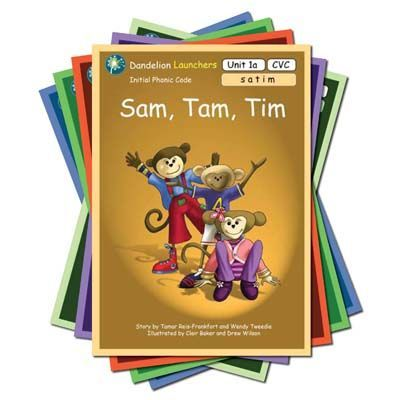 Dandelion Launchers
Unit 1a
CVC
Initial Phonic Code
s a t i m
Sam, Tam, Tim
4
Story by Tamar Reis-Frankfort and Wendy Tweedie
Illustrated by Clair Baker and Drew Wilson